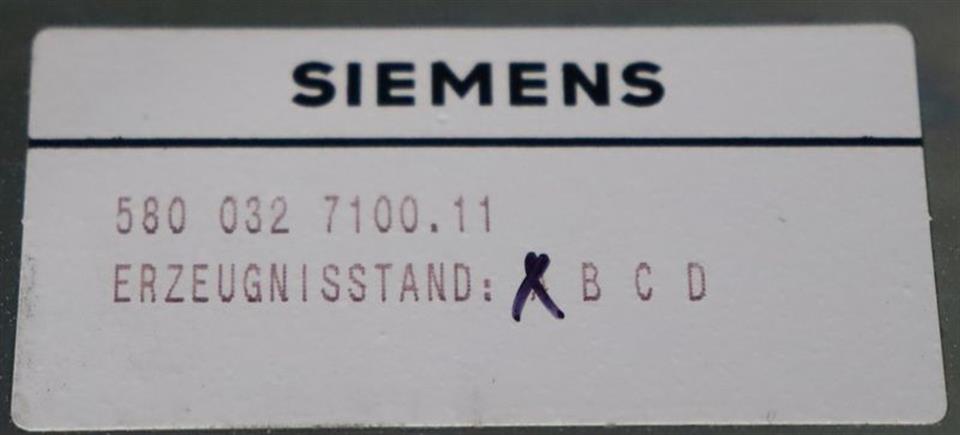 SIEMENS
580 032 7100.11
ERZEUGNISSTAND: A B C D